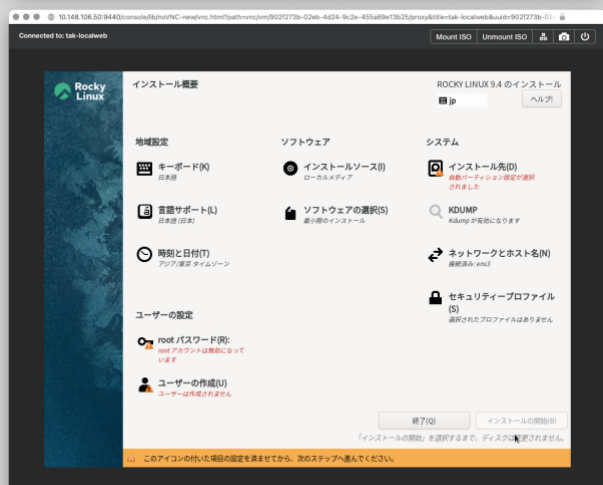 10.148.106.50:9440/console/lib/noVNC-new/vnc.html?path=vnc/vm/902f273b-02eb-4d24-9c2e-455a69e13b25/proxy&title=tak-localweb&uuid=902f273b-02
Connected to: tak-localweb
Mount ISO
Unmount ISO
Rocky Linux
インストール概要
ROCKY LINUX 9.4 のインストール
jp
ヘルプ!
地域設定
キーボード(K)
日本語
言語サポート(L)
日本語 (日本)
時刻と日付(T)
アジア/東京 タイムゾーン
ソフトウェア
インストールソース(I)
ローカルメディア
ソフトウェアの選択(S)
最小限のインストール
システム
インストール先(D)
自動パーティション設定が選択
されました
KDUMP
Kdump が有効になります
ネットワークとホスト名(N)
接続済み: ens3
セキュリティープロファイル
(S)
選択されたプロファイルはありません
ユーザーの設定
root パスワード(R):
root アカウントは無効になって
います
ユーザーの作成(U)
ユーザーは作成されません
終了(Q)
インストールの開始(B)
「インストールの開始」を選択するまで、ディスクは変更されません。
このアイコンの付いた項目の設定を済ませてから、次のステップへ進んでください。